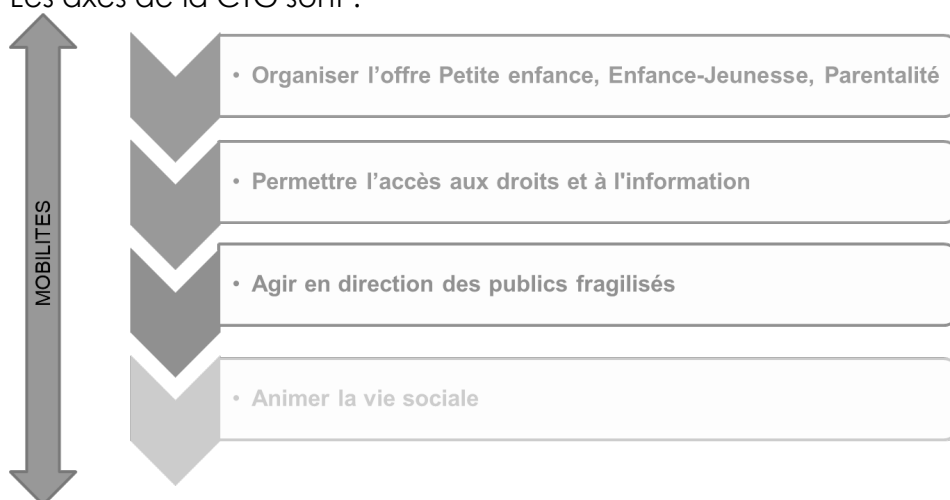 Les axes de la CTG sont :
• Organiser l’offre Petite enfance, Enfance-Jeunesse, Parentalité
• Permettre l’accès aux droits et à l'information
MOBILITES
• Agir en direction des publics fragilisés
• Animer la vie sociale